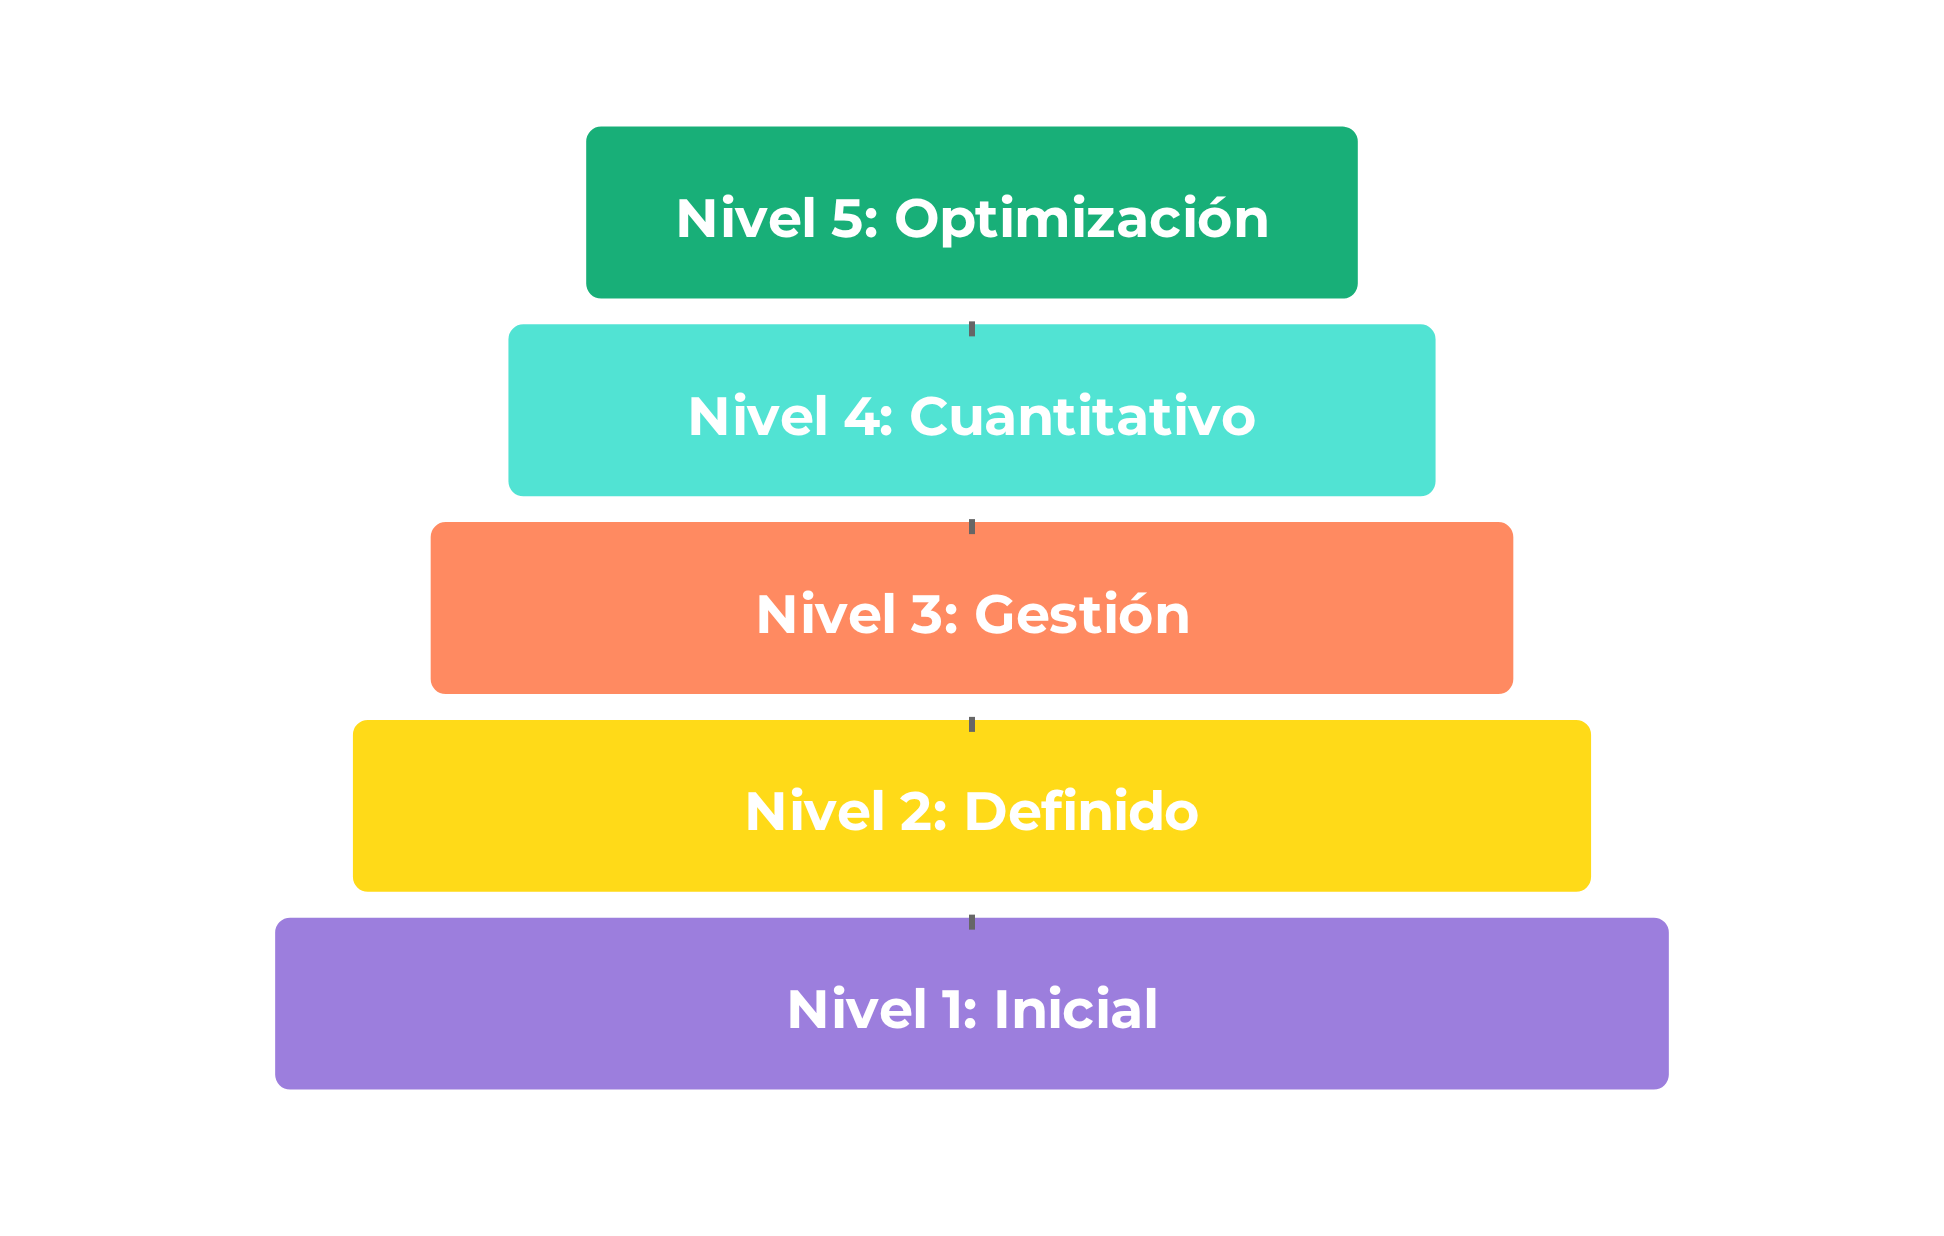 Nivel 5: Optimización
Nivel 4: Cuantitativo
Nivel 3: Gestión
Nivel 2: Definido
Nivel 1: Inicial